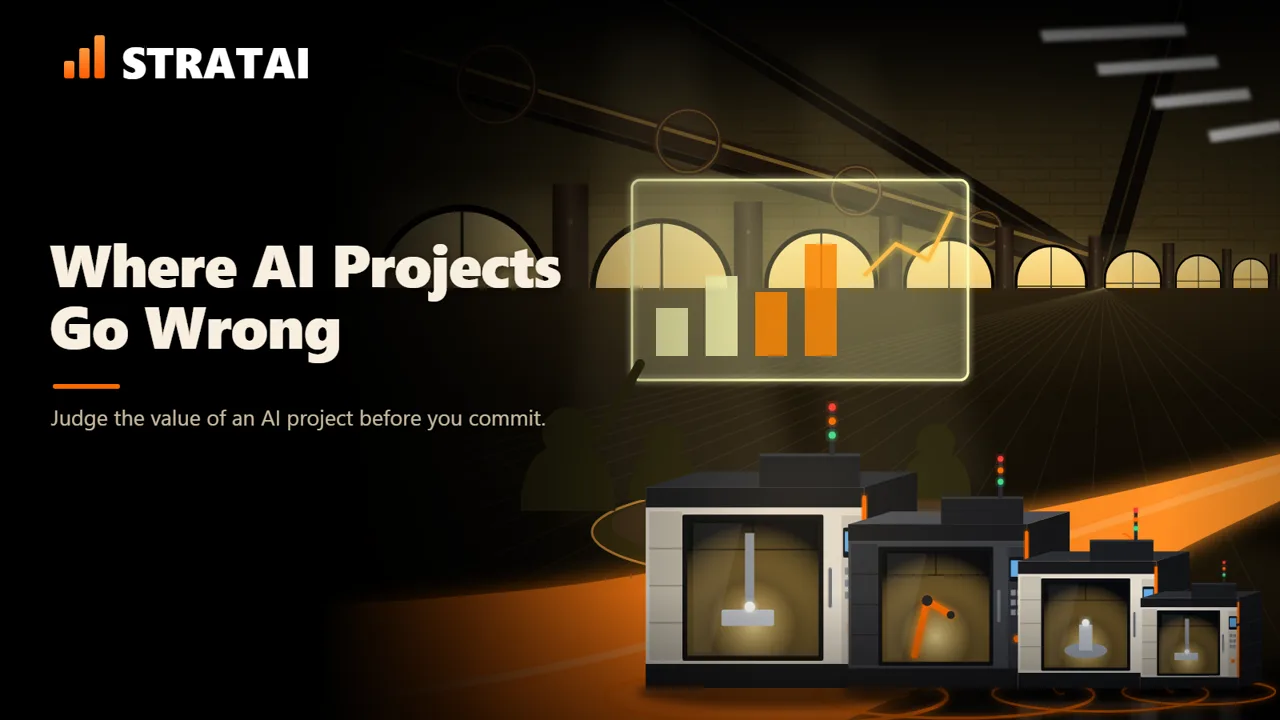 STRATAI
Where AI Projects
Go Wrong
Judge the value of an AI project before you commit.